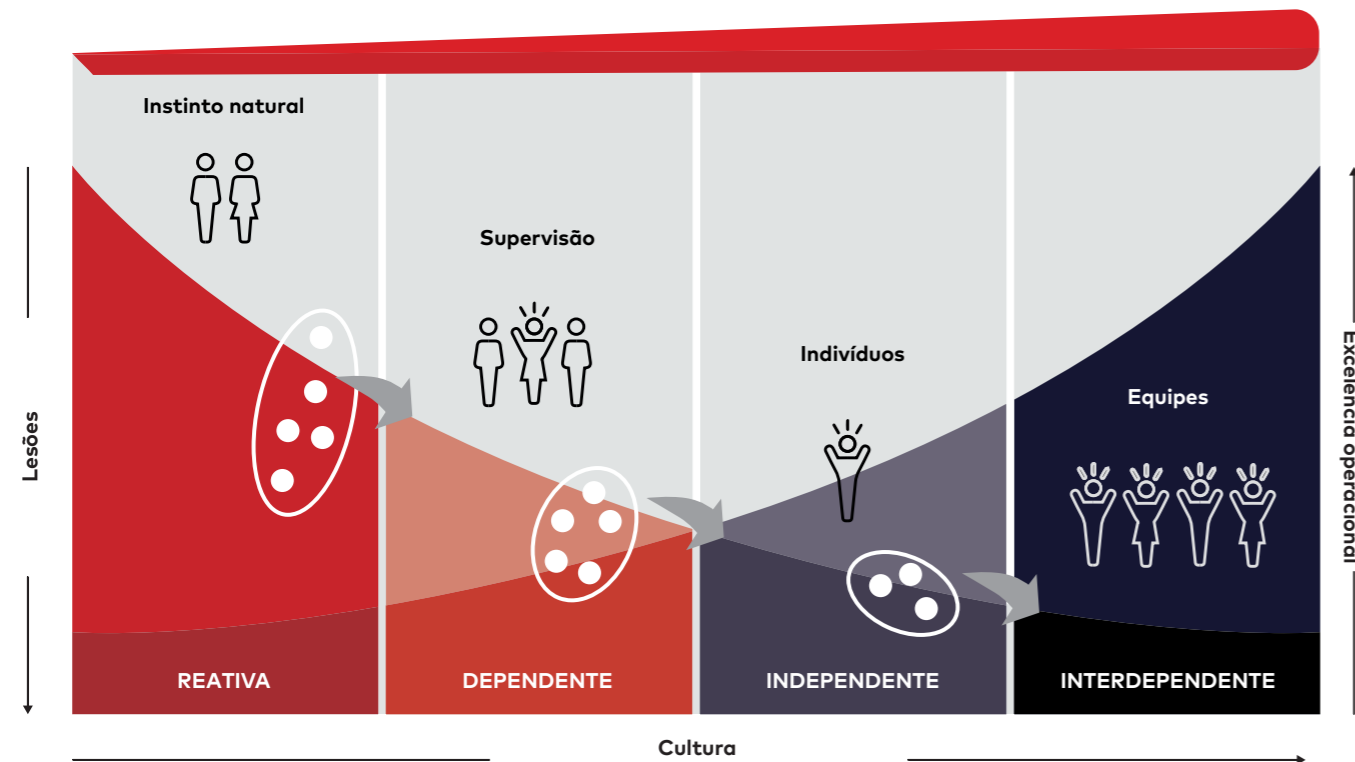 Instinto natural
Supervisão
Indivíduos
Equipes
Lesões
Excelência operacional
REATIVA
DEPENDENTE
INDEPENDENTE
INTERDEPENDENTE
Cultura